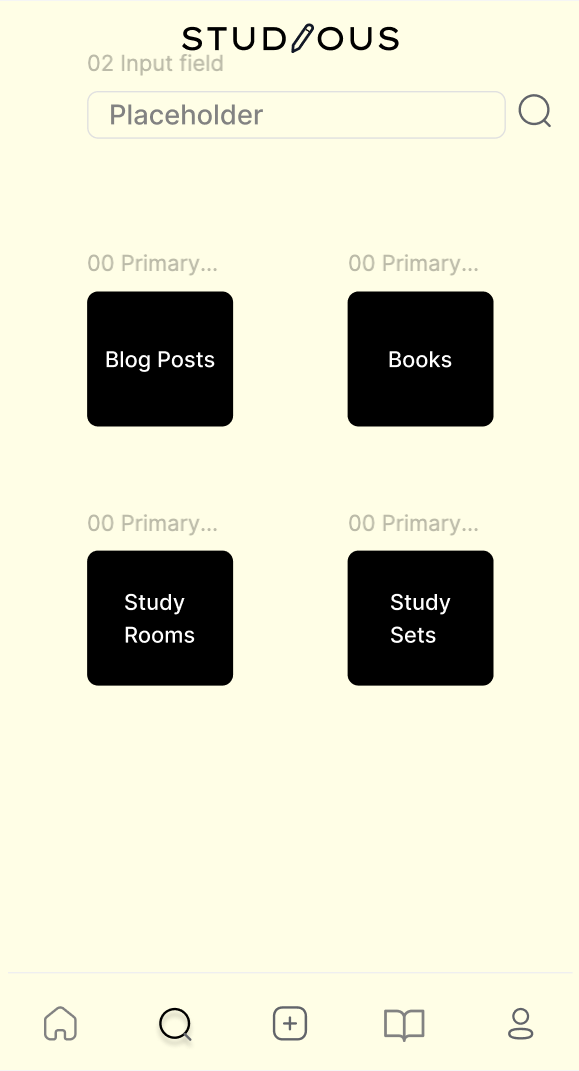 STUDIOUS
02 Input field
Placeholder
00 Primary...
00 Primary...
Blog Posts
Books
00 Primary...
00 Primary...
Study
Rooms
Study
Sets